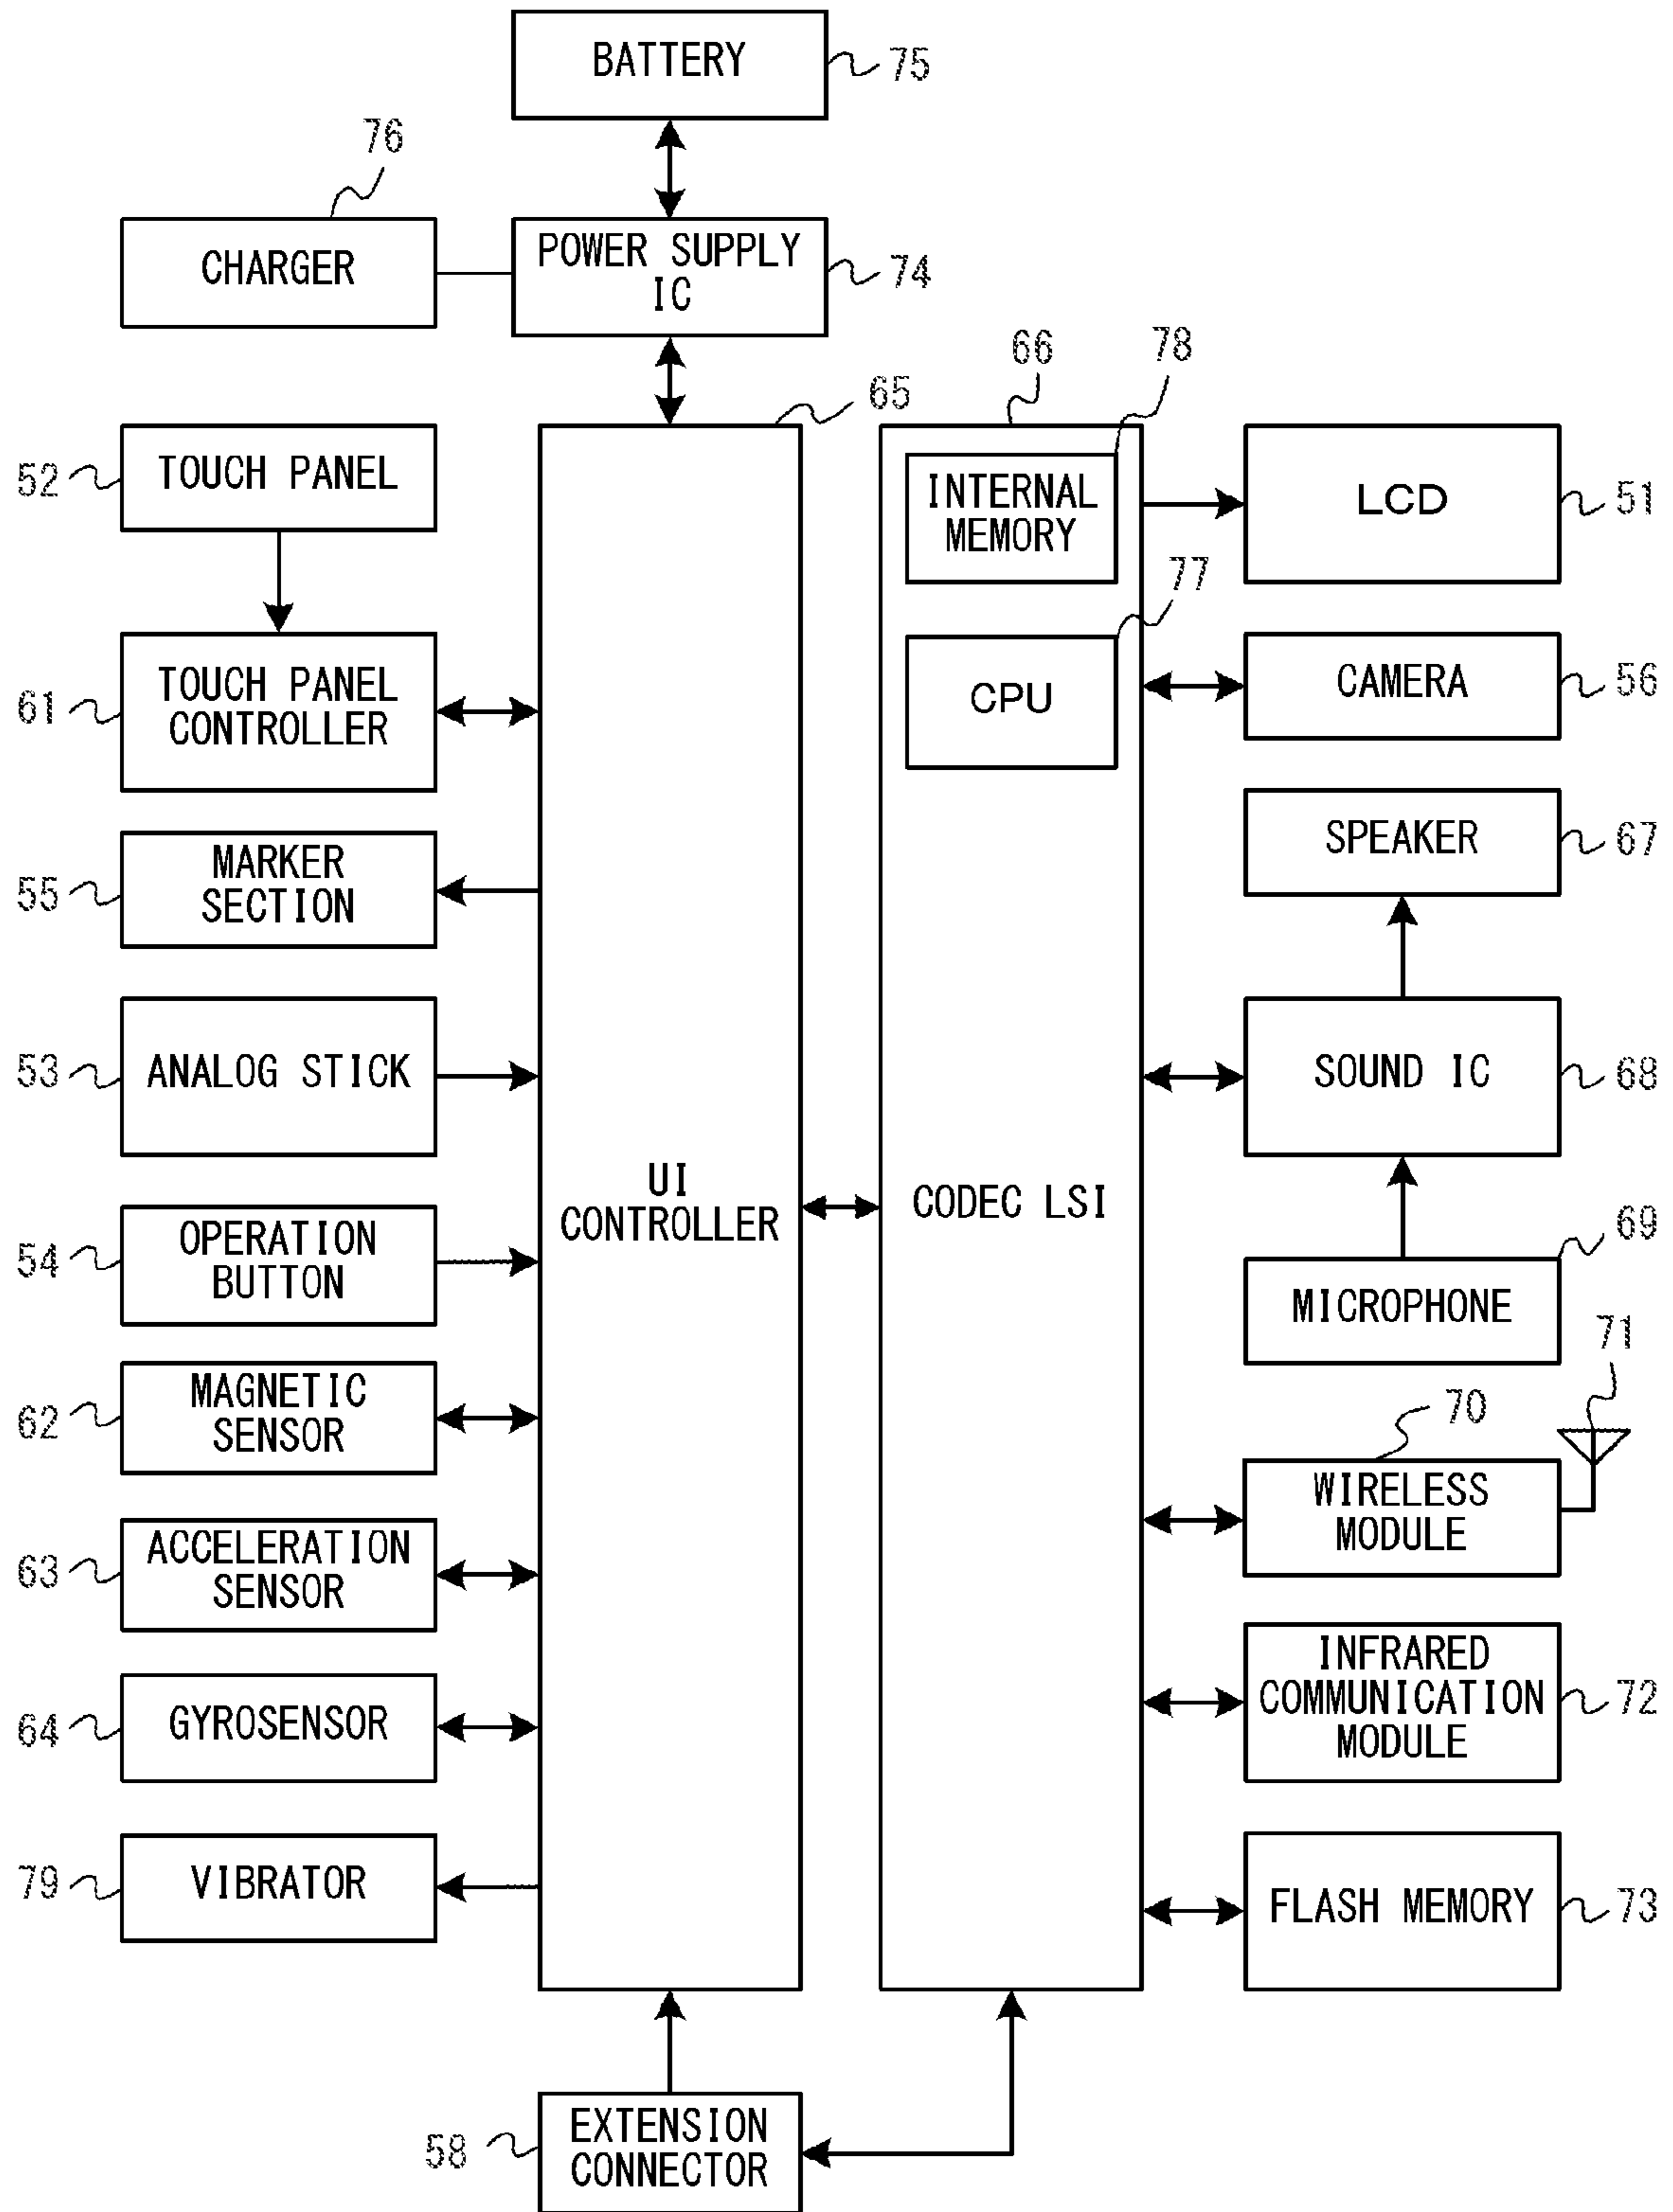 BATTERY
75
76
CHARGER
POWER SUPPLY
IC
74
65
66
78
52
TOUCH PANEL
INTERNAL
MEMORY
LCD
51
77
61
TOUCH PANEL
CONTROLLER
CPU
CAMERA
56
55
MARKER
SECTION
SPEAKER
67
53
ANALOG STICK
SOUND IC
68
UI
CONTROLLER
CODEC LSI
54
OPERATION
BUTTON
69
MICROPHONE
71
62
MAGNETIC
SENSOR
70
WIRELESS
MODULE
63
ACCELERATION
SENSOR
64
GYROSENSOR
INFRARED
COMMUNICATION
MODULE
72
79
VIBRATOR
FLASH MEMORY
73
58
EXTENSION
CONNECTOR